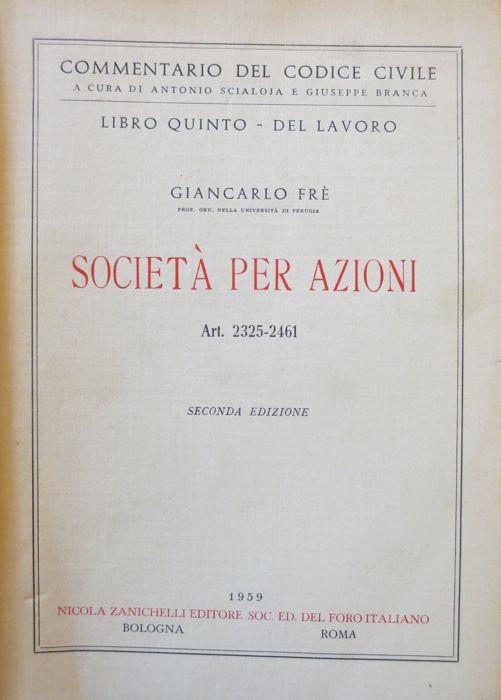 COMMENTARIO DEL CODICE CIVILE
A CURA DI ANTONIO SCIALOJA E GIUSEPPE BRANCA
LIBRO QUINTO - DEL LAVORO
GIANCARLO FRÈ
PROF. ORD. NELLA UNIVERSITÀ DI PERUGIA
SOCIETÀ PER AZIONI
Art. 2325-2461
SECONDA EDIZIONE
1959
NICOLA ZANICHELLI EDITORE SOC. ED. DEL FORO ITALIANO
BOLOGNA ROMA